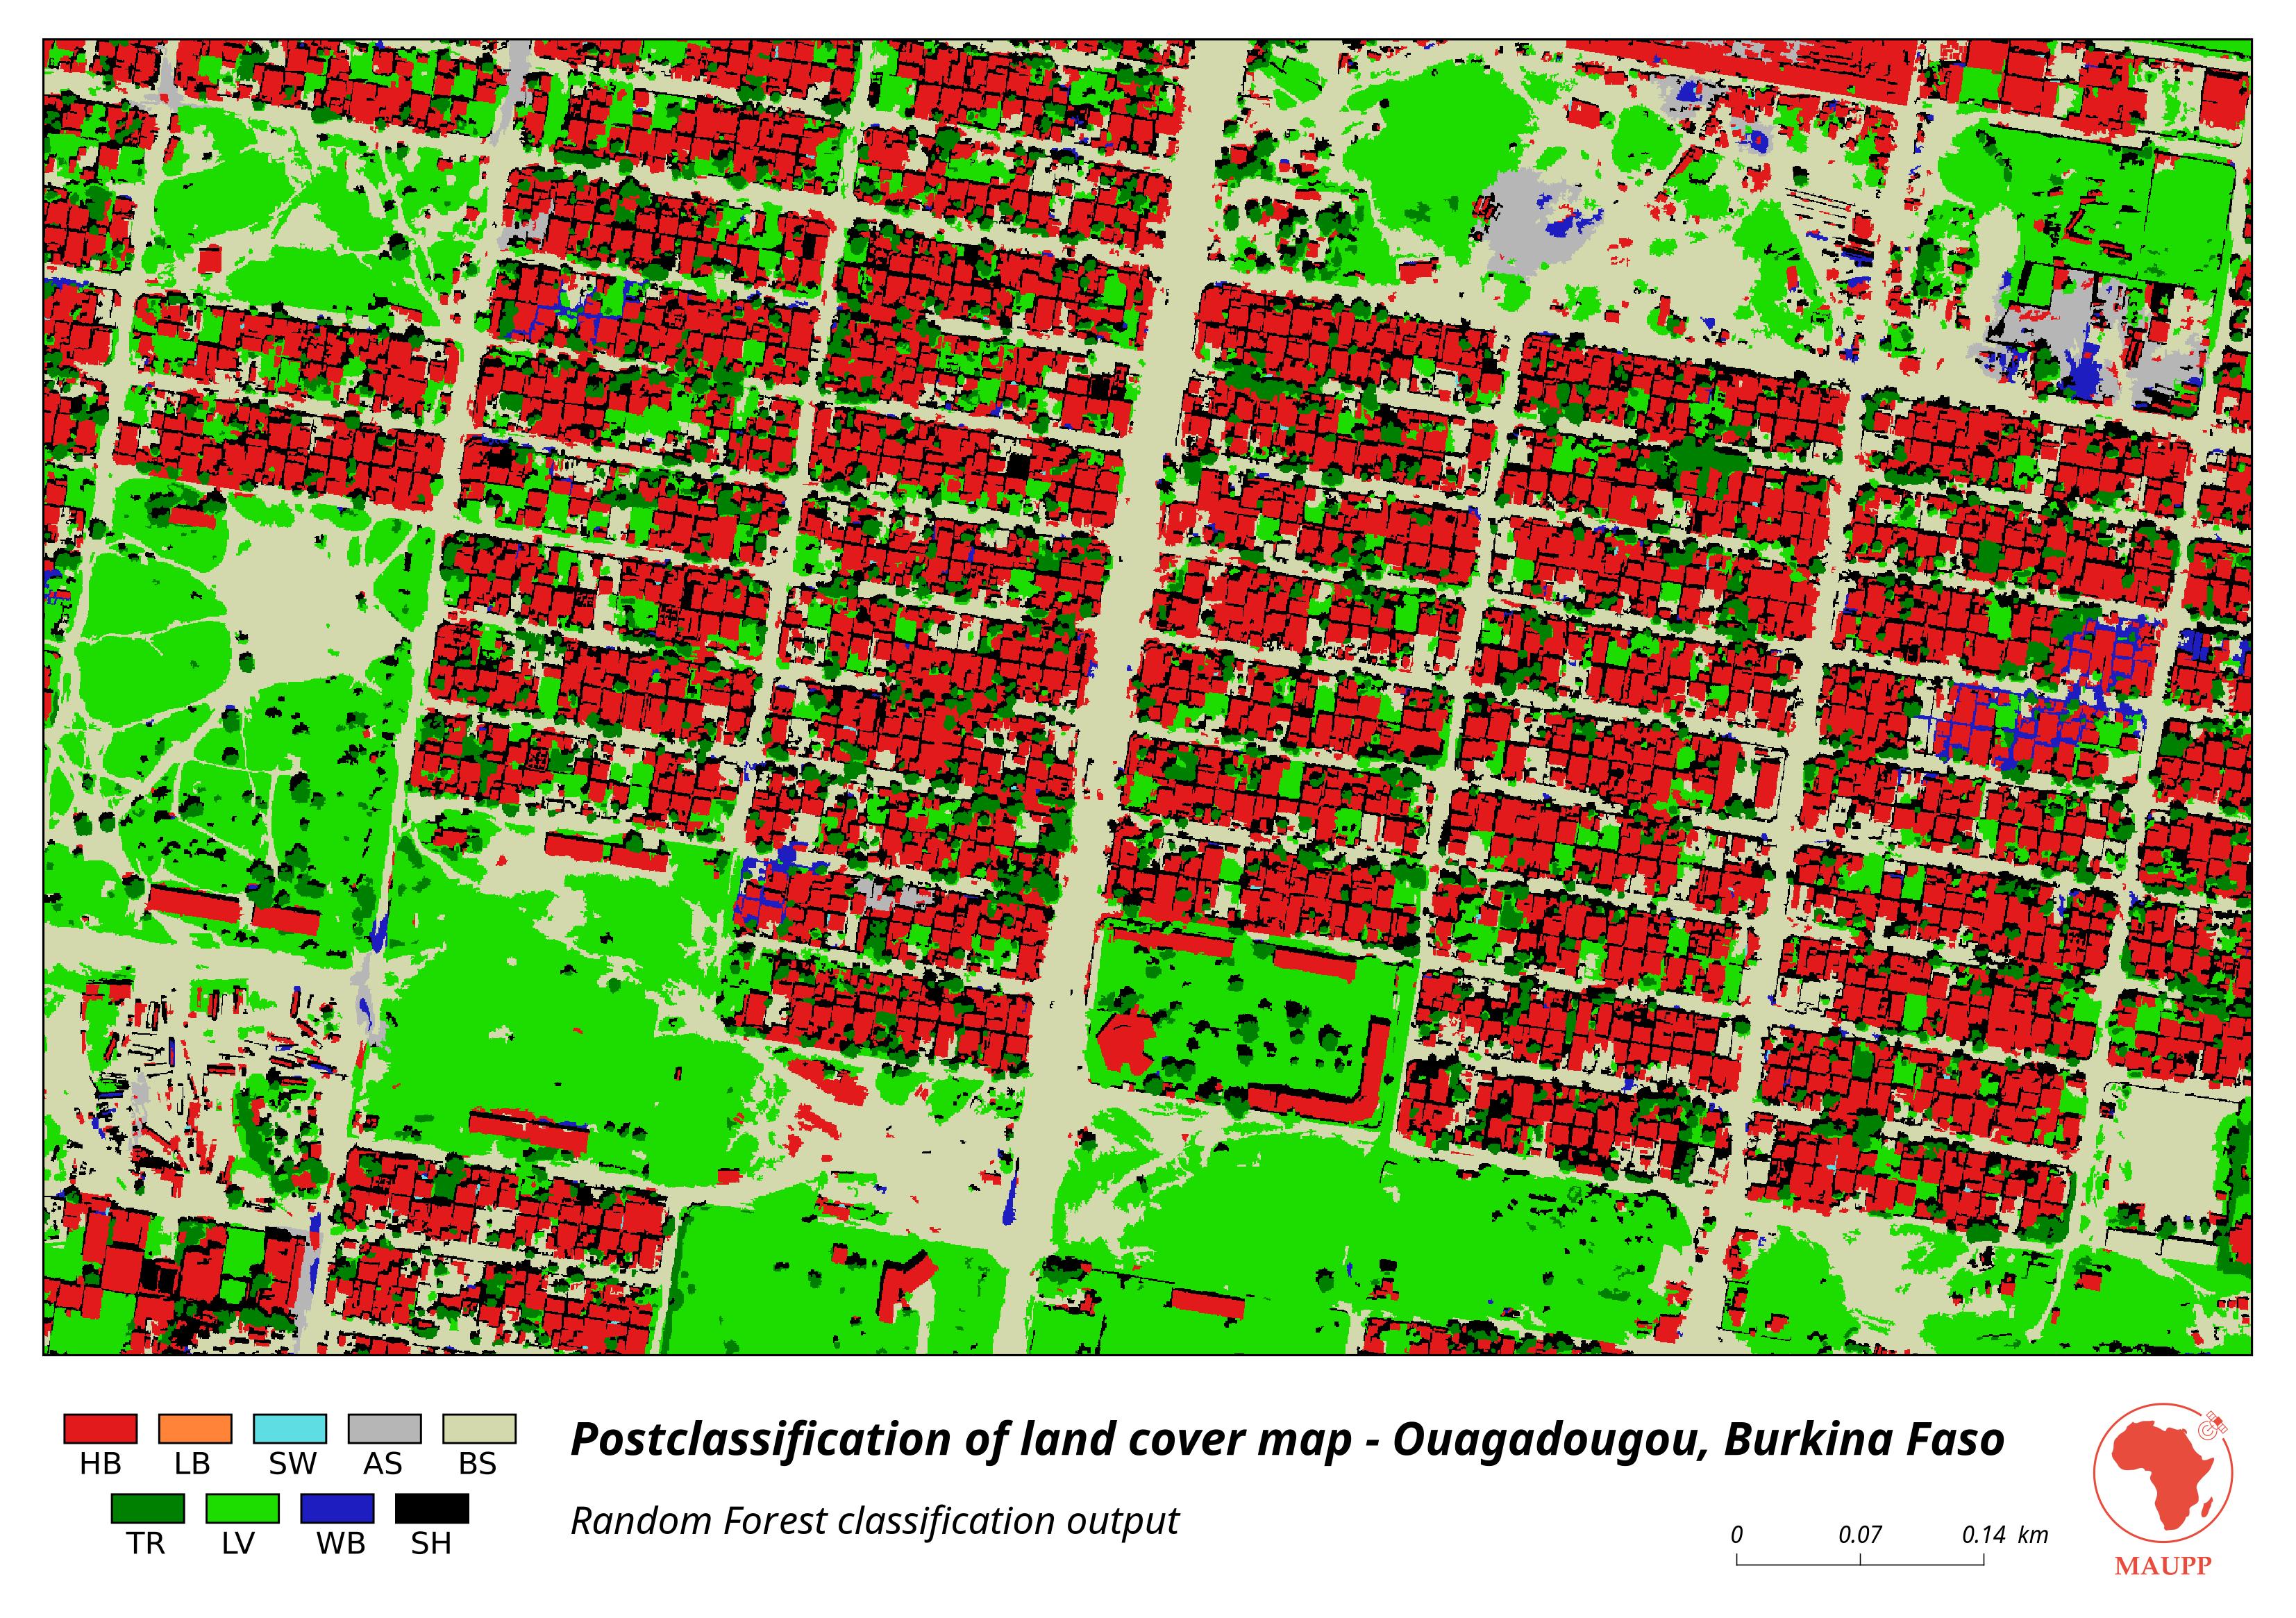 HB LB SW AS BS
TR LV WB SH
Postclassification of land cover map - Ouagadougou, Burkina Faso
Random Forest classification output
0 0.07 0.14 km
MAUPP